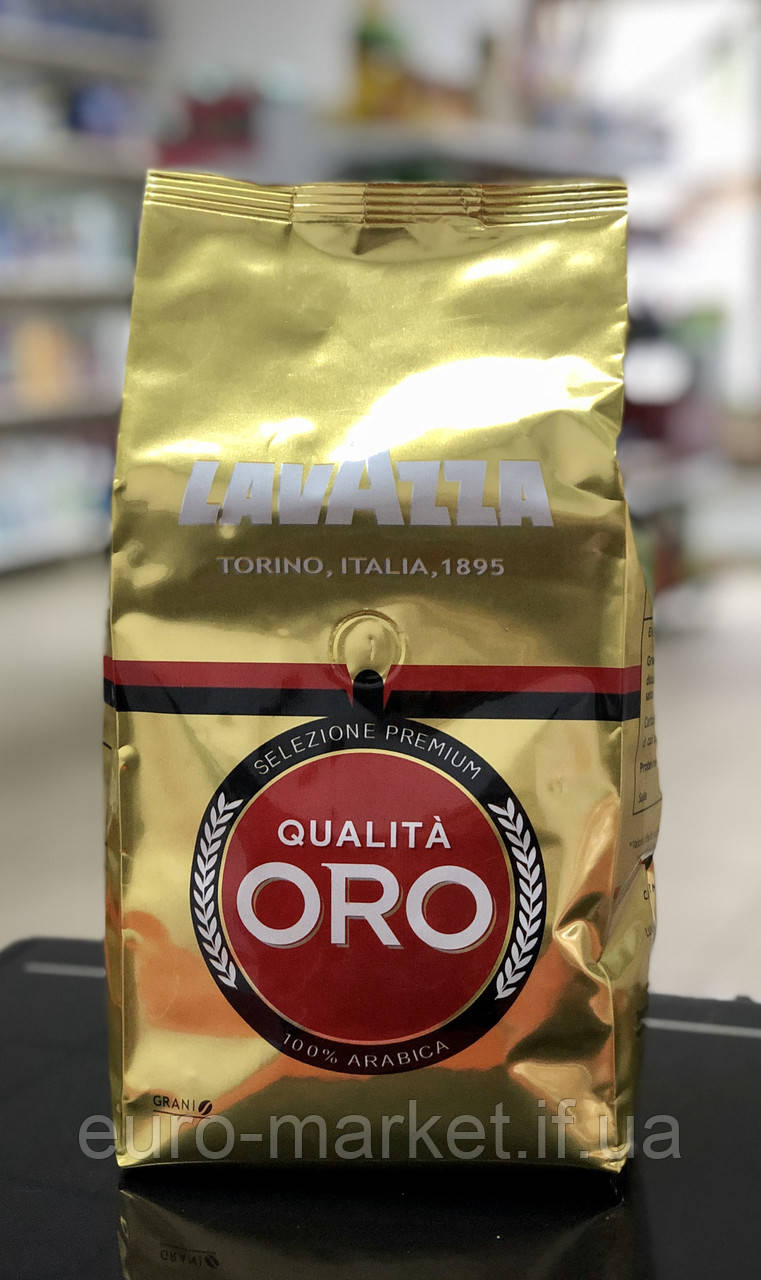 LAVAZZA
TORINO, ITALIA, 1895
SELEZIONE PREMIUM
QUALITÀ
ORO
100% ARABICA
GRANI
euro-market.if.ua